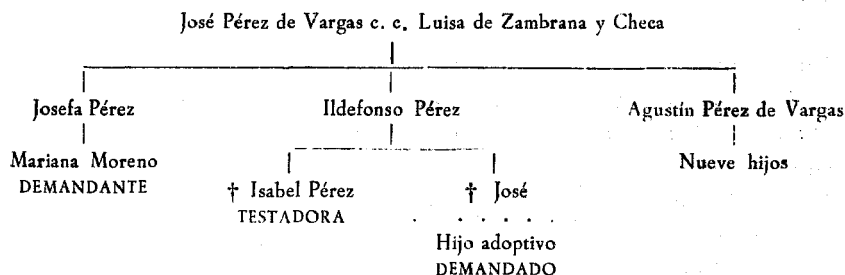 José Pérez de Vargas c. c. Luisa de Zambrana y Checa
Josefa Pérez Ildefonso Pérez Agustín Pérez de Vargas
Mariana Moreno Nueve hijos
DEMANDANTE
† Isabel Pérez † José
TESTADORA . . . . .
Hijo adoptivo
DEMANDADO